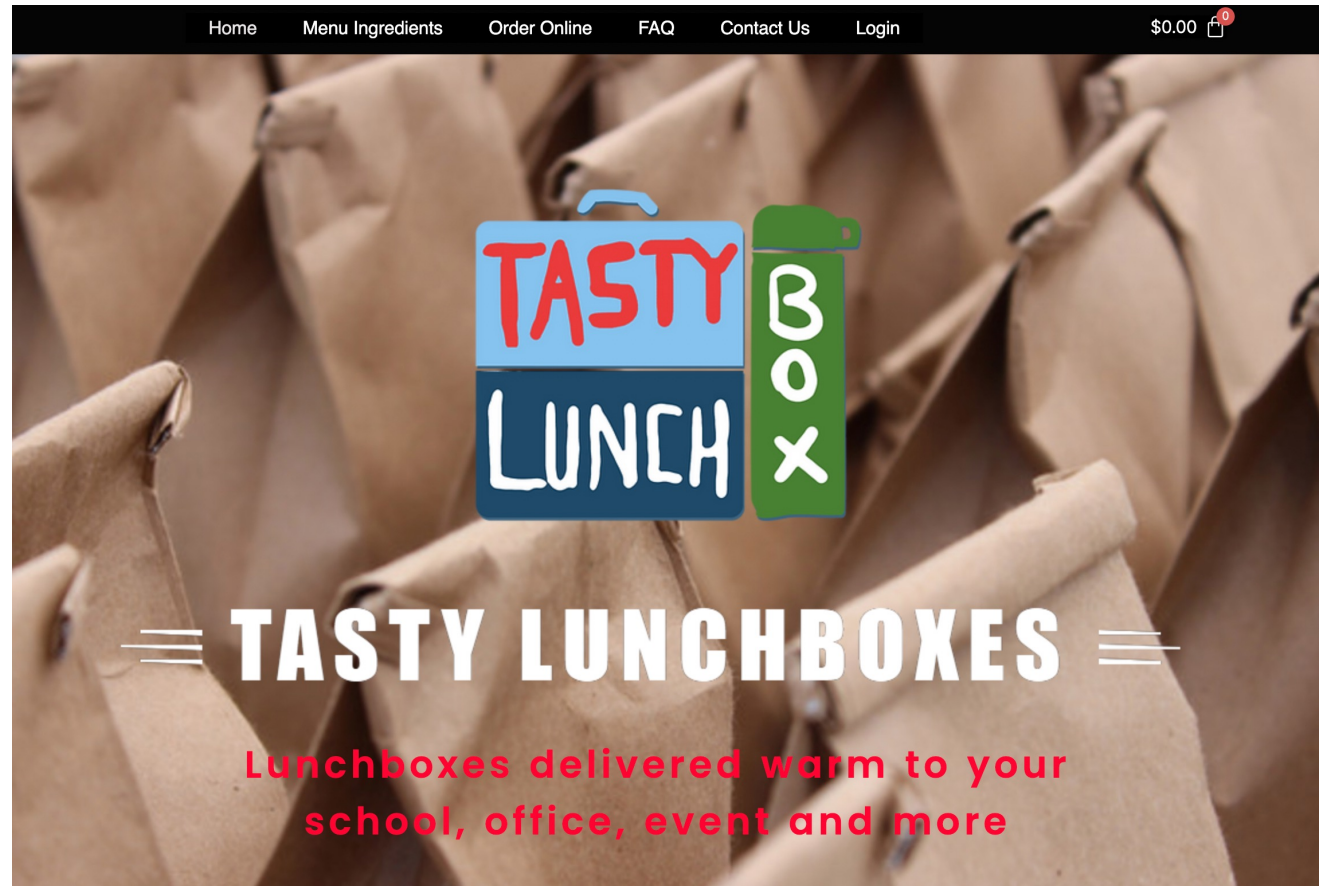 Home Menu Ingredients Order Online FAQ Contact Us Login $0.00 0
TASTY
LUNCH
BOX
TASTY LUNCHBOXES
Lunchboxes delivered warm to your
school, office, event and more